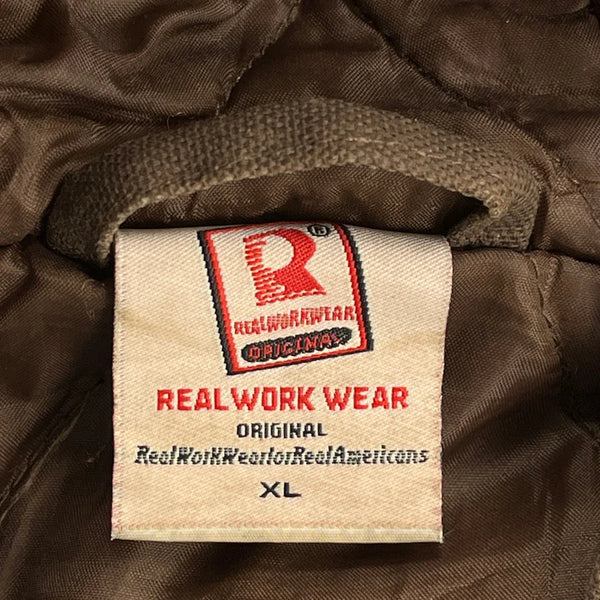 R®
REALWORKWEAR
ORIGINAL
REALWORK WEAR
ORIGINAL
RealWorkWearforRealAmericans
XL